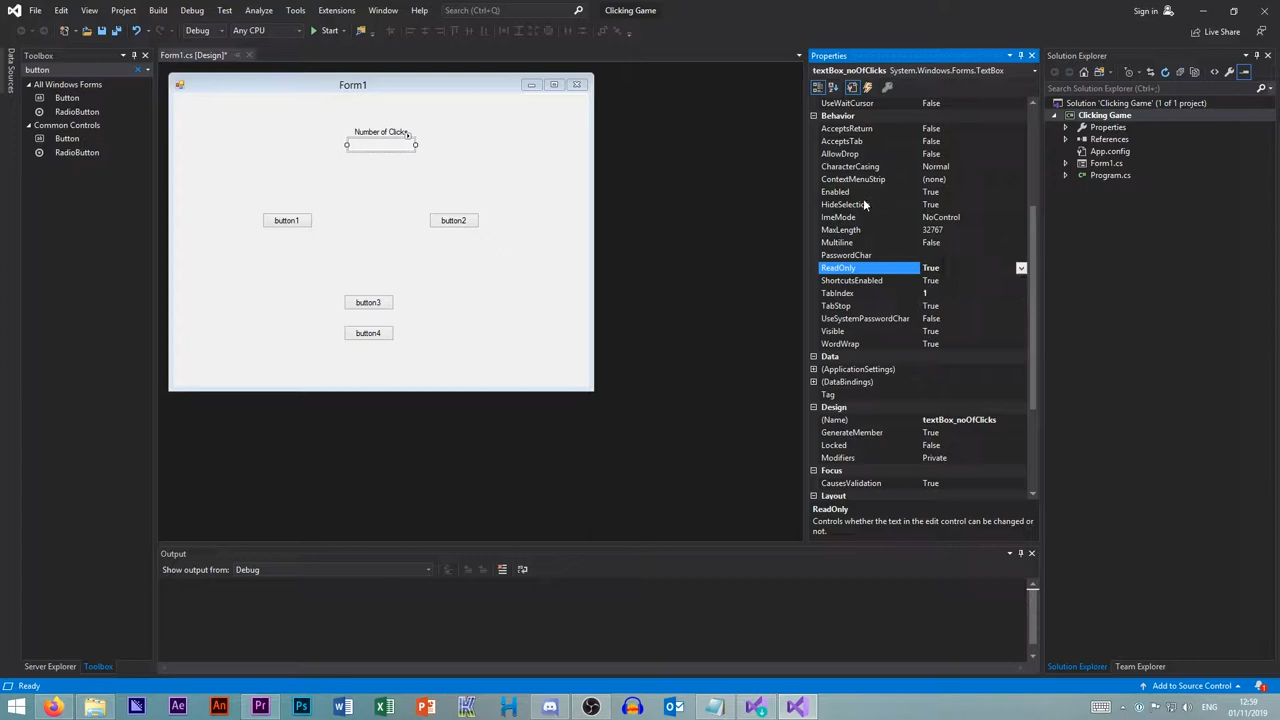 File Edit View Project Build Debug Test Analyze Tools Extensions Window Help Search (Ctrl+Q) Clicking Game Sign in
Debug Any CPU Start Live Share
Data Sources
Toolbox
button
All Windows Forms
Button
RadioButton
Common Controls
Button
RadioButton
Server Explorer Toolbox
Form1.cs [Design]*
Form1
Number of Clicks
button1
button2
button3
button4
Output
Show output from: Debug
Properties
textBox_noOfClicks System.Windows.Forms.TextBox
UseWaitCursor False
Behavior
AcceptsReturn False
AcceptsTab False
AllowDrop False
CharacterCasing Normal
ContextMenuStrip (none)
Enabled True
HideSelection True
ImeMode NoControl
MaxLength 32767
Multiline False
PasswordChar
ReadOnly True
ShortcutsEnabled True
TabIndex 1
TabStop True
UseSystemPasswordChar False
Visible True
WordWrap True
Data
(ApplicationSettings)
(DataBindings)
Tag
Design
(Name) textBox_noOfClicks
GenerateMember True
Locked False
Modifiers Private
Focus
CausesValidation True
Layout
ReadOnly
Controls whether the text in the edit control can be changed or
not.
Solution Explorer
Search Solution Explorer (Ctrl+;)
Solution 'Clicking Game' (1 of 1 project)
Clicking Game
Properties
References
App.config
Form1.cs
Program.cs
Solution Explorer Team Explorer
Ready
Add to Source Control
1
Ae An Pr Ps W X P H
ENG
12:59
01/11/2019